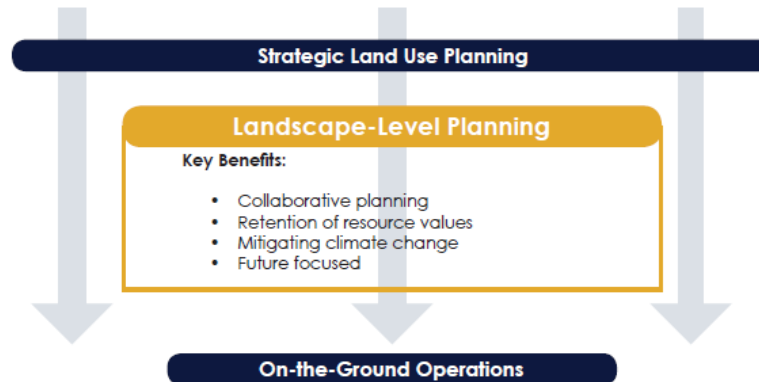 Strategic Land Use Planning
Landscape-Level Planning
Key Benefits:
• Collaborative planning
• Retention of resource values
• Mitigating climate change
• Future focused
On-the-Ground Operations